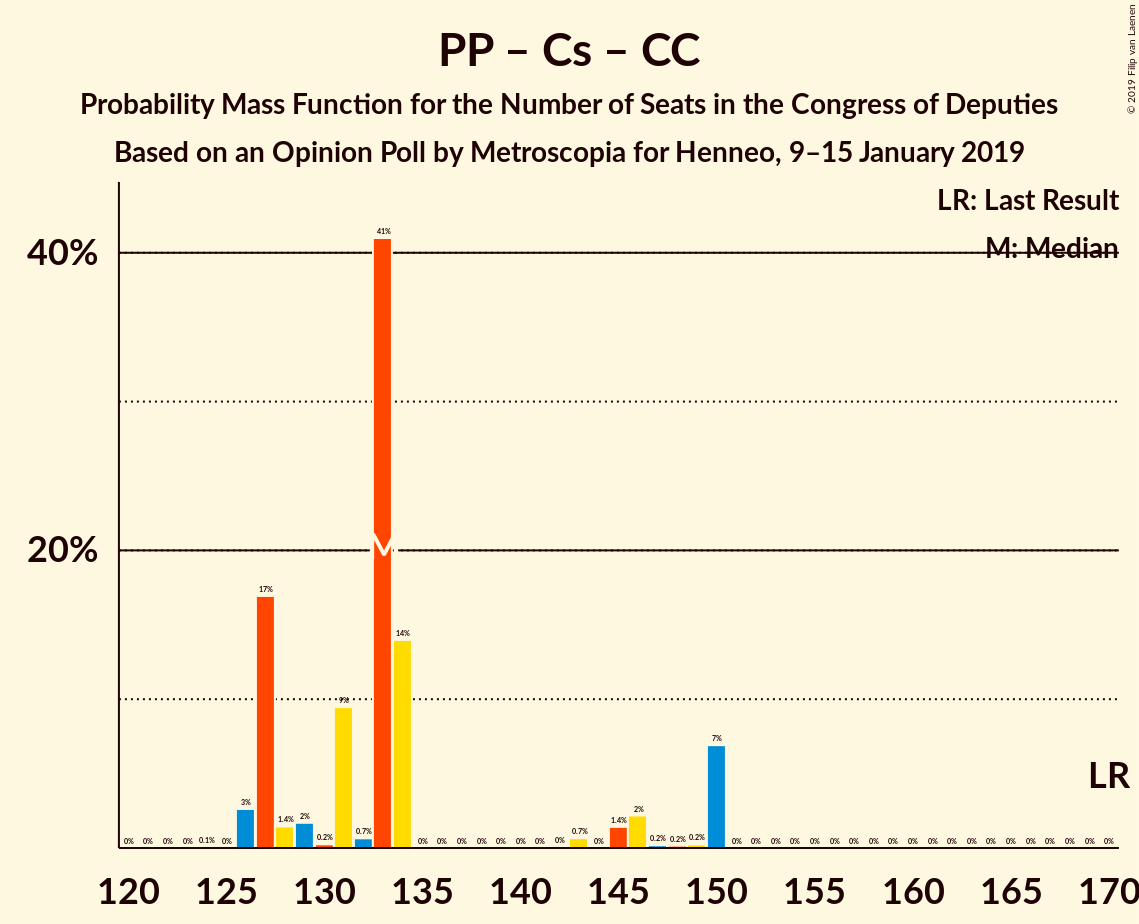 PP – Cs – CC
Probability Mass Function for the Number of Seats in the Congress of Deputies
Based on an Opinion Poll by Metroscopia for Henneo, 9–15 January 2019
© 2019 Filip van Laenen
LR: Last Result
M: Median
40%
20%
0% 0% 0% 0% 0.1% 0% 3% 17% 1.4% 2% 0.2% 9% 0.7% 41% 14% 0% 0% 0% 0% 0% 0% 0% 0% 0.7% 0% 1.4% 2% 0.2% 0.2% 0.2% 7% 0% 0% 0% 0% 0% 0% 0% 0% 0% 0% 0% 0% 0% 0% 0% 0% 0% 0% 0% 0%
M
LR
120 125 130 135 140 145 150 155 160 165 170